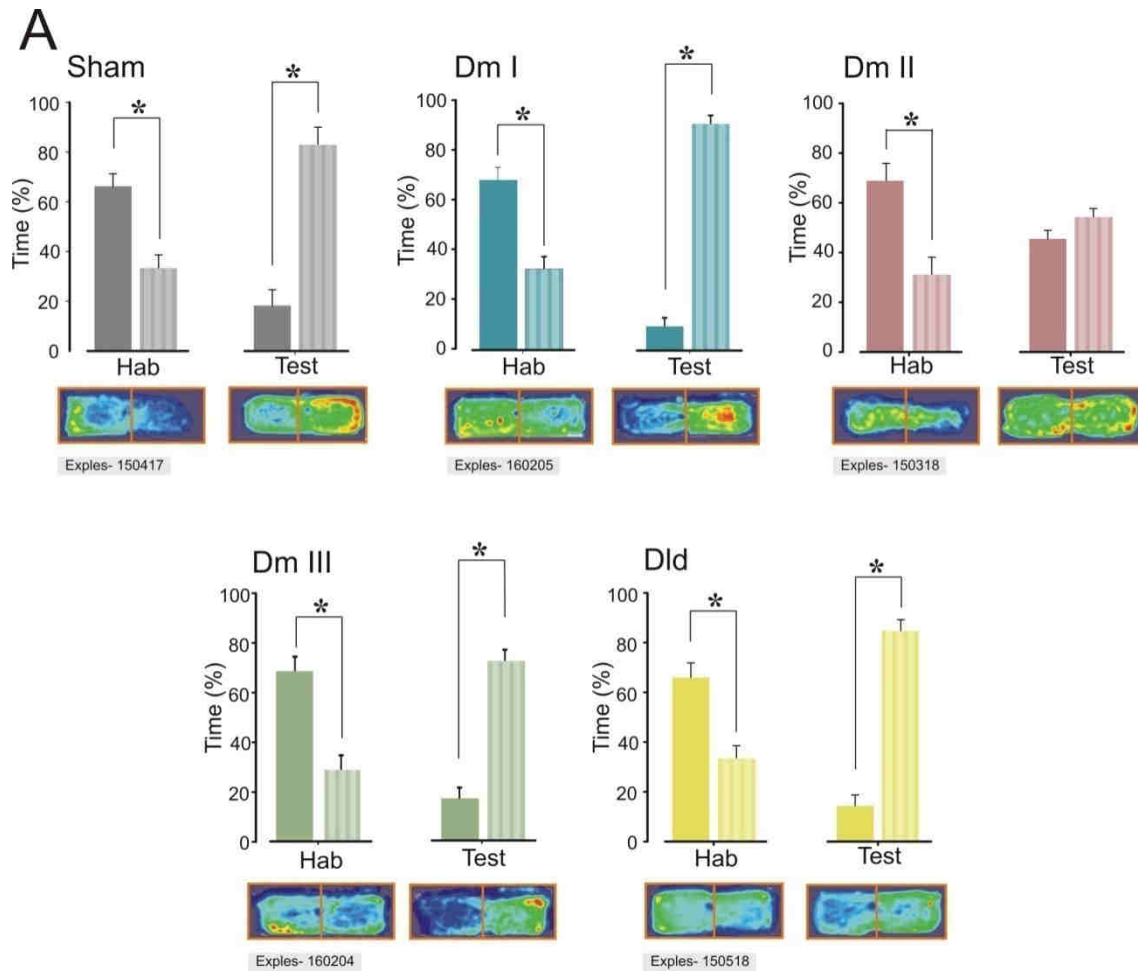 A
Sham
*
*
Time (%)
100
80
60
40
20
0
Hab
Test
Exples- 150417
Dm I
*
*
Time (%)
100
80
60
40
20
0
Hab
Test
Exples- 160205
Dm II
*
Time (%)
100
80
60
40
20
0
Hab
Test
Exples- 150318
Dm III
*
*
Time (%)
100
80
60
40
20
0
Hab
Test
Exples- 160204
Dld
*
*
Time (%)
100
80
60
40
20
0
Hab
Test
Exples- 150518